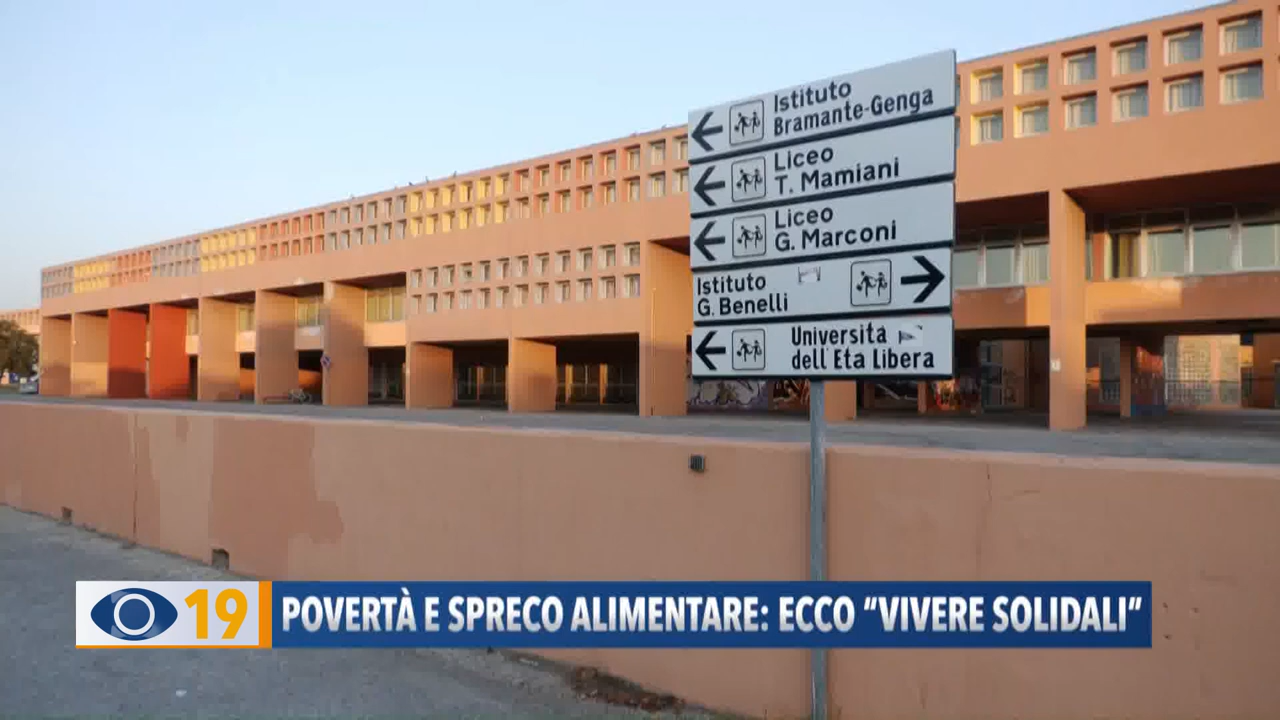 Istituto
Bramante-Genga
Liceo
T. Mamiani
Liceo
G. Marconi
Istituto
G. Benelli
Università
dell'Eta Libera
19 POVERTÀ E SPRECO ALIMENTARE: ECCO “VIVERE SOLIDALI”